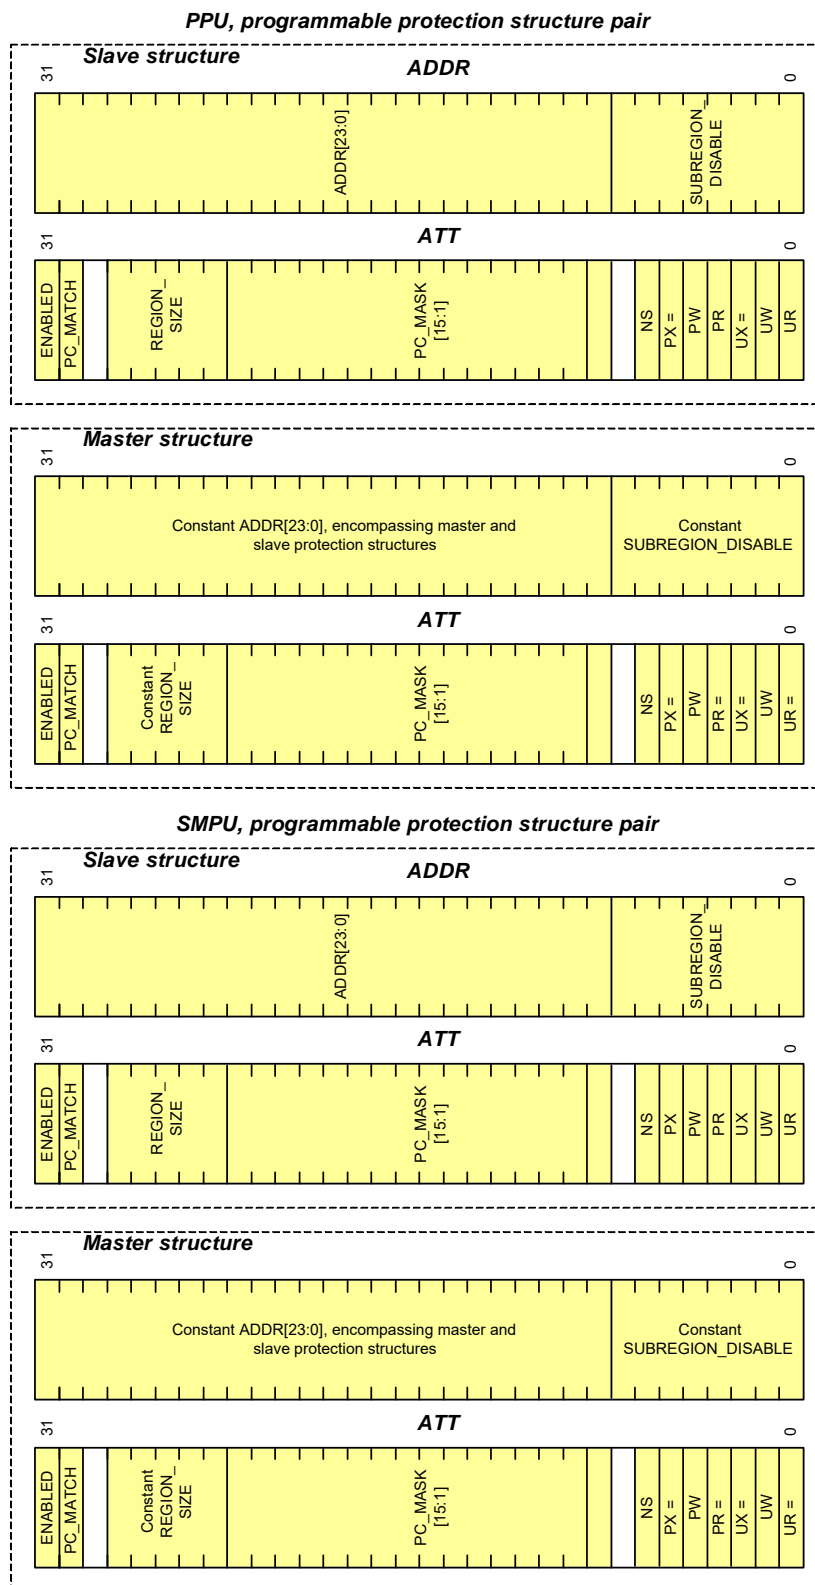 PPU, programmable protection structure pair
Slave structure
ADDR
31
0
ADDR[23:0]
SUBREGION_
DISABLE
ATT
31
0
ENABLED
PC_MATCH
REGION_
SIZE
PC_MASK
[15:1]
NS
PX =
PW
PR
UX =
UW
UR
Master structure
31
0
Constant ADDR[23:0], encompassing master and
slave protection structures
Constant
SUBREGION_DISABLE
ATT
31
0
ENABLED
PC_MATCH
Constant
REGION_
SIZE
PC_MASK
[15:1]
NS
PX =
PW
PR =
UX =
UW
UR =
SMPU, programmable protection structure pair
Slave structure
ADDR
31
0
ADDR[23:0]
SUBREGION_
DISABLE
ATT
31
0
ENABLED
PC_MATCH
REGION_
SIZE
PC_MASK
[15:1]
NS
PX
PW
PR
UX
UW
UR
Master structure
31
0
Constant ADDR[23:0], encompassing master and
slave protection structures
Constant
SUBREGION_DISABLE
ATT
31
0
ENABLED
PC_MATCH
Constant
REGION_
SIZE
PC_MASK
[15:1]
NS
PX =
PW
PR =
UX =
UW
UR =